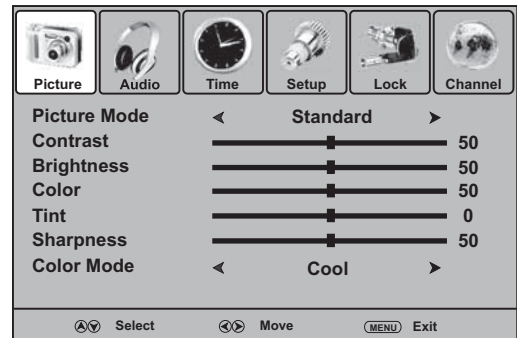 Picture Audio Time Setup Lock Channel
Picture Mode Standard
Contrast 50
Brightness 50
Color 50
Tint 0
Sharpness 50
Color Mode Cool
Select Move MENU Exit